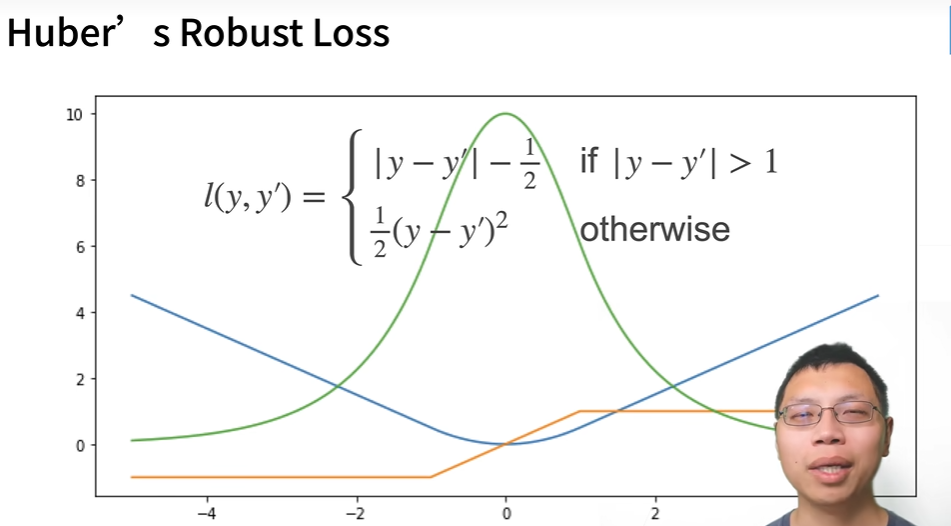 Huber’s Robust Loss
10
l(y, y′) = { |y − y′| − 1/2 if |y − y′| > 1
1/2 (y − y′)² otherwise
8
6
4
2
0
−4 −2 0 2